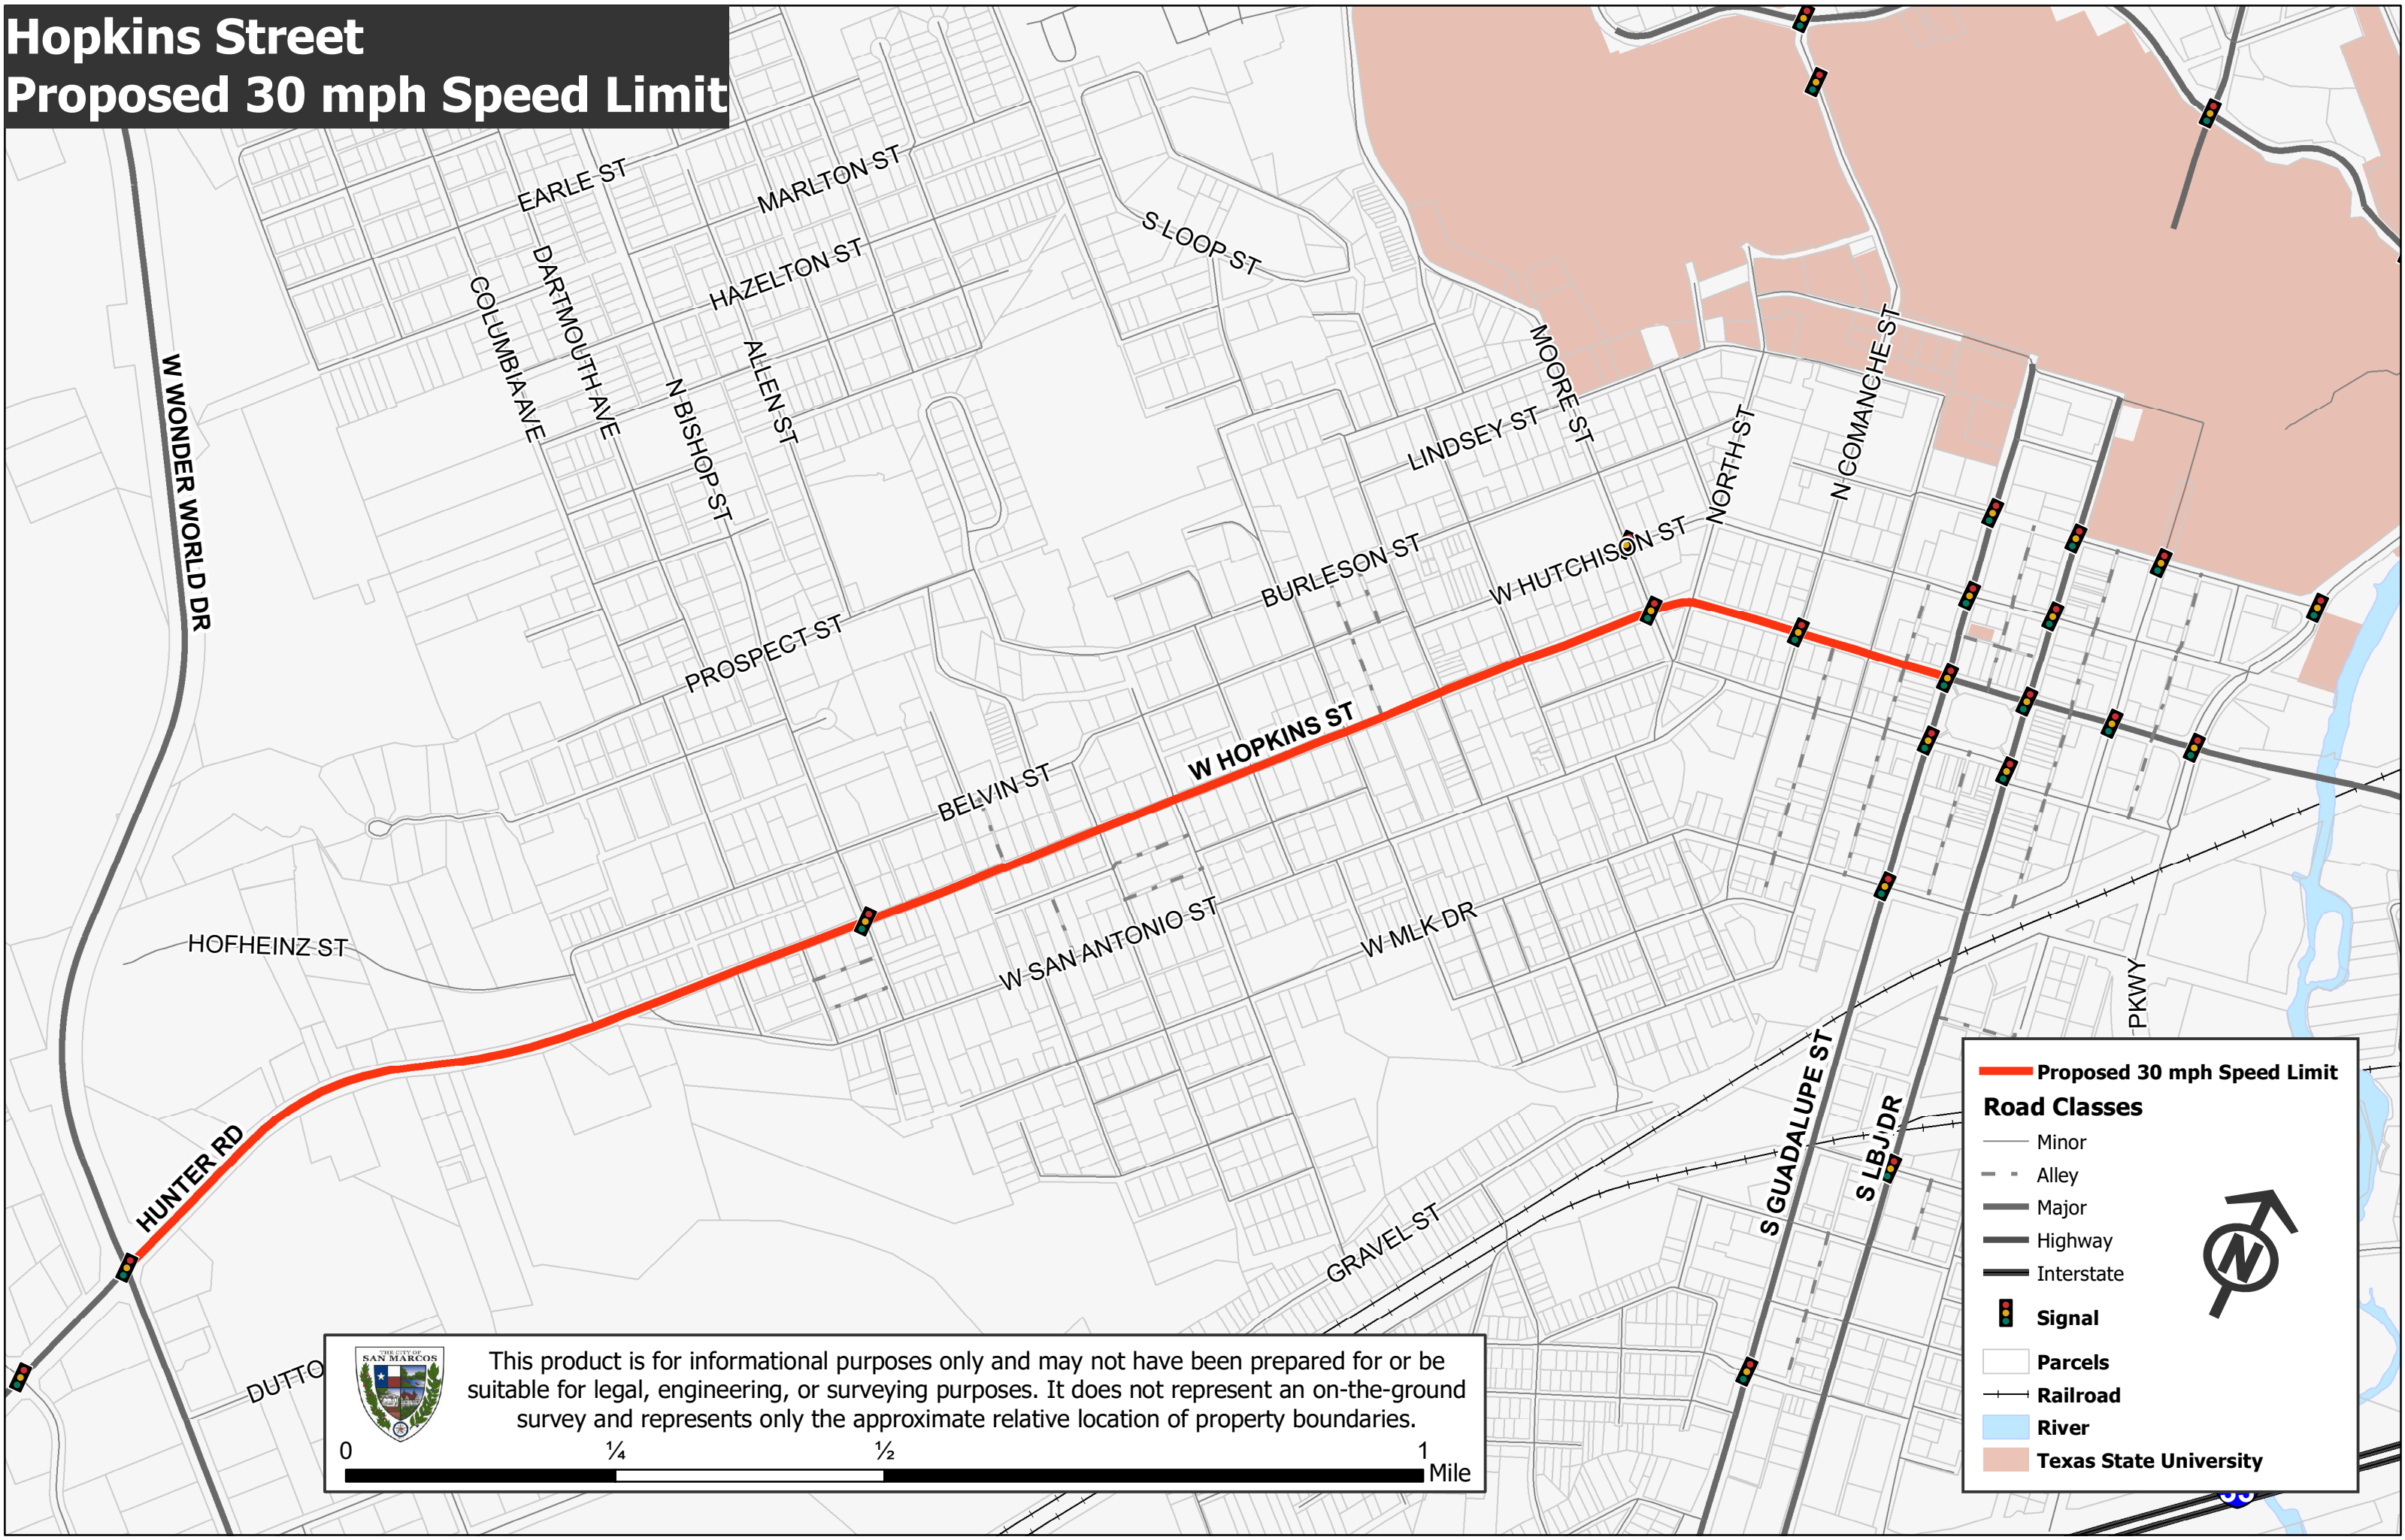 Hopkins Street
Proposed 30 mph Speed Limit
EARLE ST
MARLTON ST
HAZELTON ST
S LOOP ST
COLUMBIA AVE
DARTMOUTH AVE
N BISHOP ST
ALLEN ST
MOORE ST
N COMANCHE ST
NORTH ST
LINDSEY ST
W WONDER WORLD DR
BURLESON ST
W HUTCHISON ST
PROSPECT ST
W HOPKINS ST
BELVIN ST
HOFHEINZ ST
W SAN ANTONIO ST
W MLK DR
PKWY
HUNTER RD
S GUADALUPE ST
S LBJ DR
GRAVEL ST
DUTTO
THE CITY OF
SAN MARCOS
This product is for informational purposes only and may not have been prepared for or be
suitable for legal, engineering, or surveying purposes. It does not represent an on-the-ground
survey and represents only the approximate relative location of property boundaries.
0 ¼ ½ 1
Mile
Proposed 30 mph Speed Limit
Road Classes
Minor
Alley
Major
Highway
Interstate
Signal
Parcels
Railroad
River
Texas State University
N